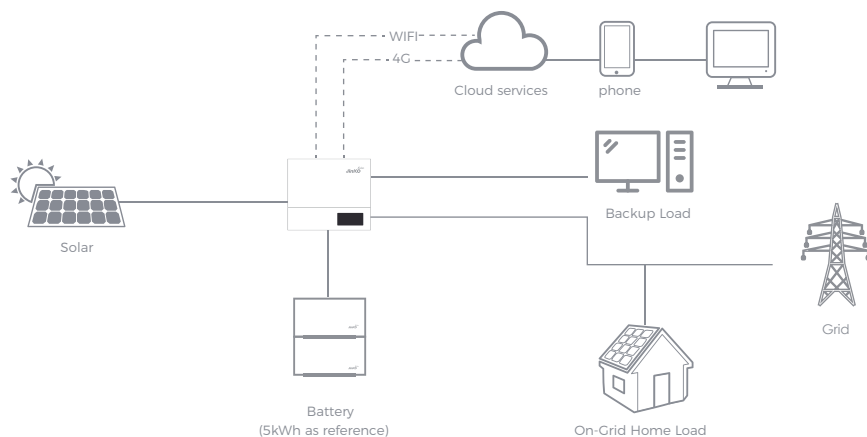 WIFI
4G
Cloud services
phone
Backup Load
Solar
Grid
Battery
(5kWh as reference)
On-Grid Home Load